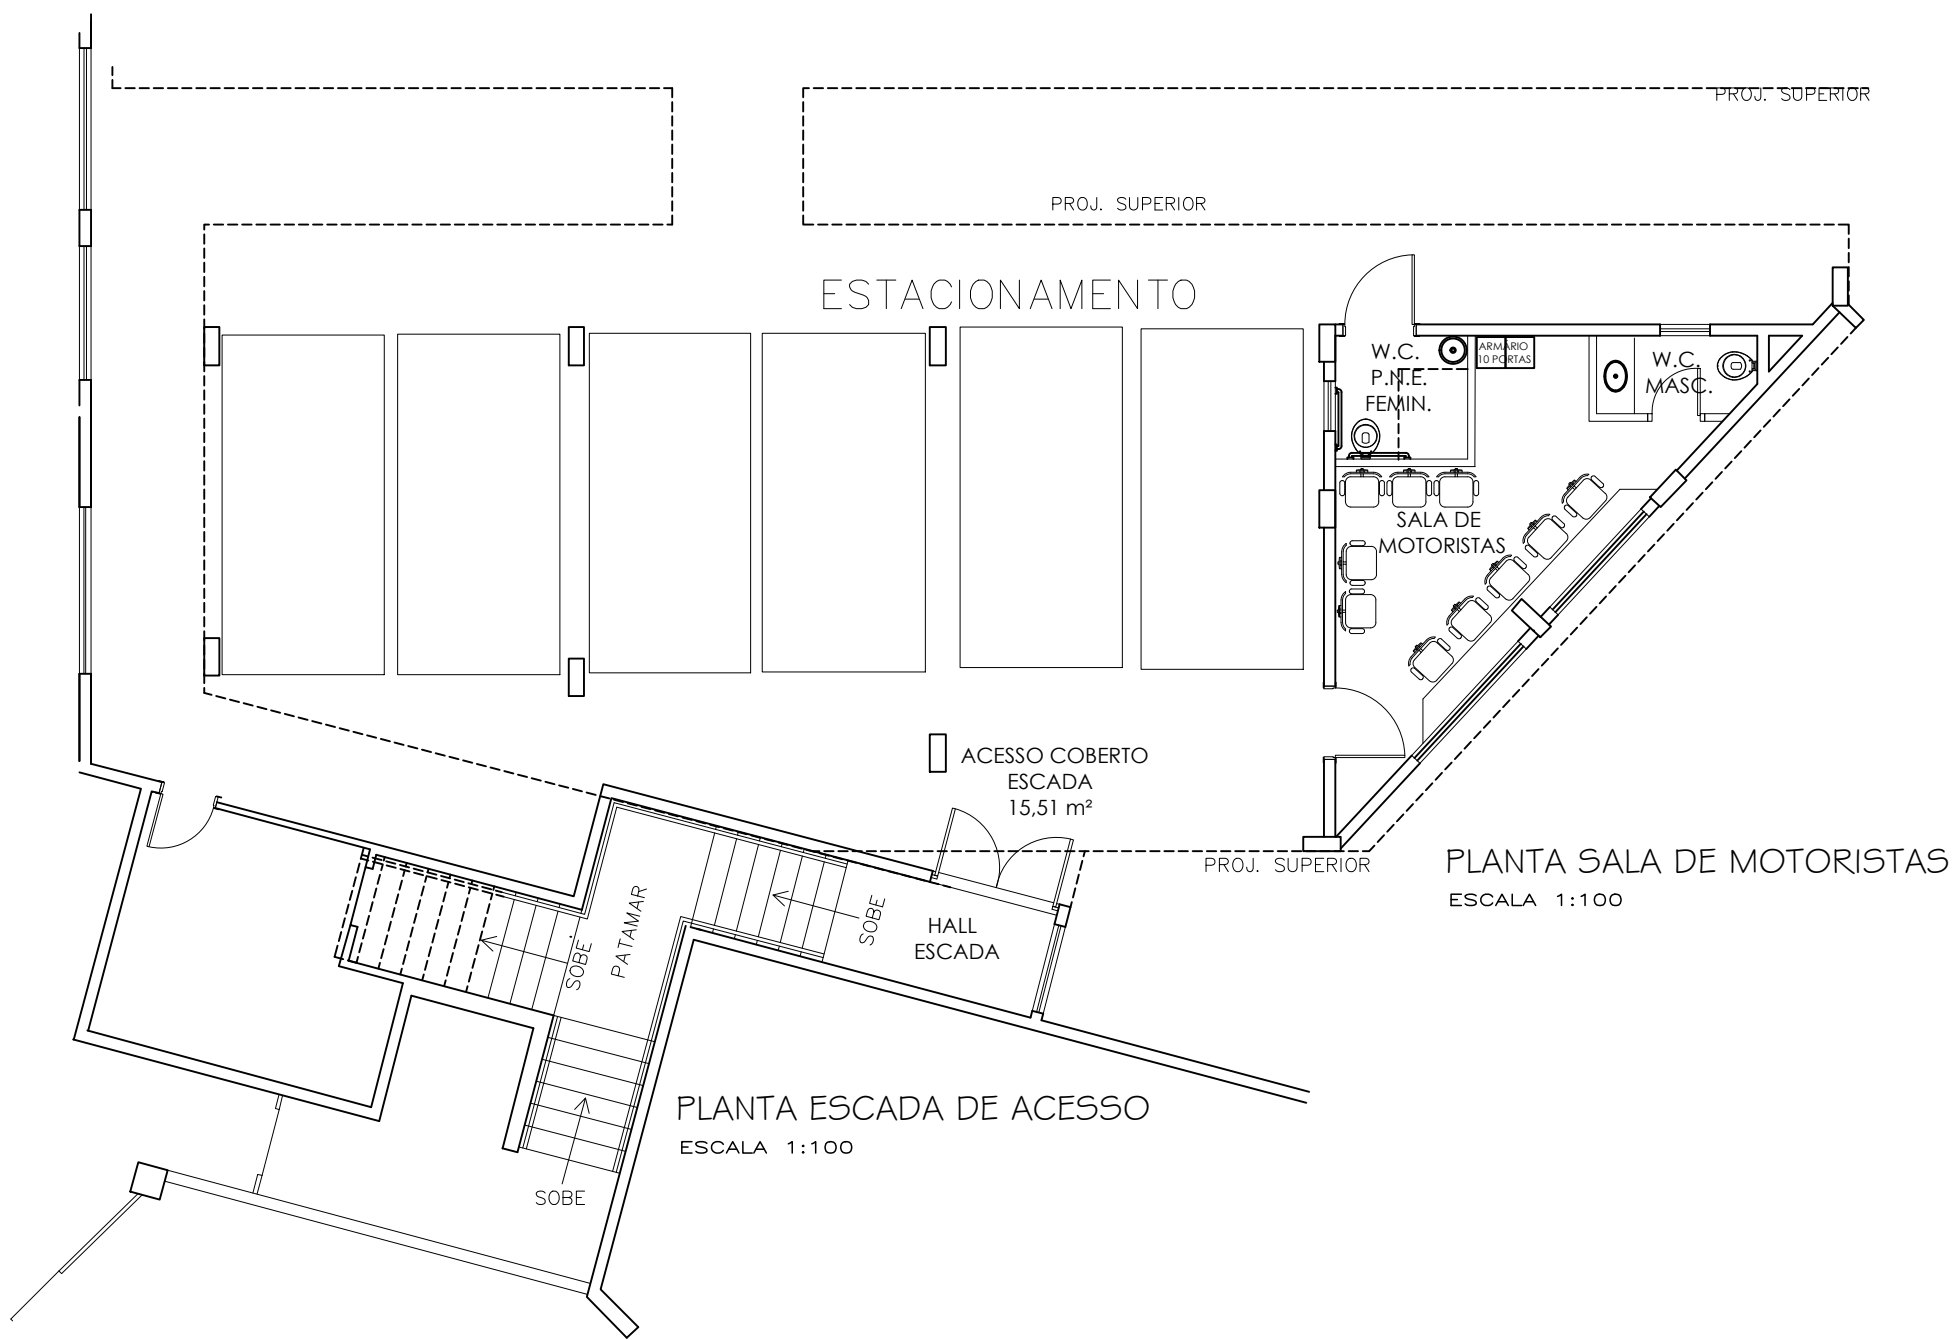 PROJ. SUPERIOR
PROJ. SUPERIOR
ESTACIONAMENTO
W.C.
P.N.E.
FEMIN.
ARMÁRIO
10 PORTAS
W.C.
MASC.
SALA DE
MOTORISTAS
ACESSO COBERTO
ESCADA
15,51 m²
PROJ. SUPERIOR
PLANTA SALA DE MOTORISTAS
ESCALA 1:100
SOBE
PATAMAR
SOBE
HALL
ESCADA
PLANTA ESCADA DE ACESSO
ESCALA 1:100
SOBE